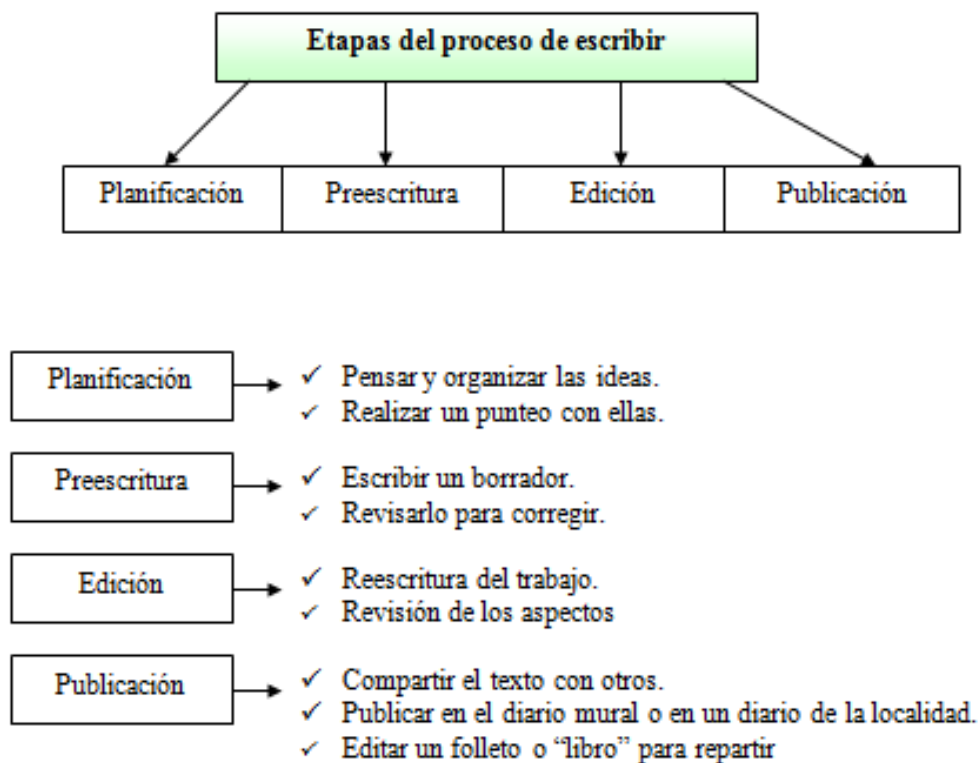 Etapas del proceso de escribir
Planificación Preescritura Edición Publicación
Planificación
✓ Pensar y organizar las ideas.
✓ Realizar un punteo con ellas.
Preescritura
✓ Escribir un borrador.
✓ Revisarlo para corregir.
Edición
✓ Reescritura del trabajo.
✓ Revisión de los aspectos
Publicación
✓ Compartir el texto con otros.
✓ Publicar en el diario mural o en un diario de la localidad.
✓ Editar un folleto o “libro” para repartir